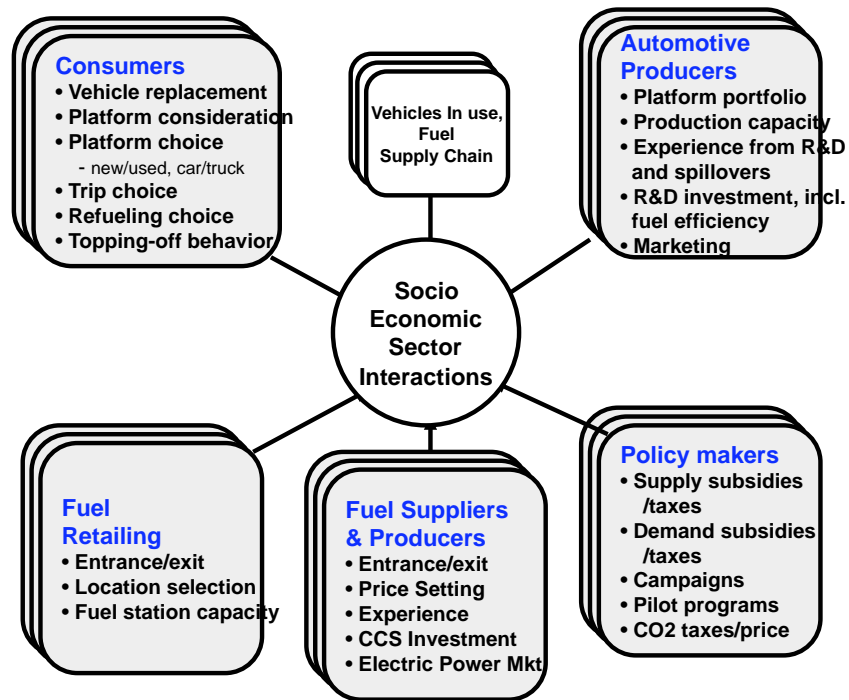 Consumers
• Vehicle replacement
• Platform consideration
• Platform choice
- new/used, car/truck
• Trip choice
• Refueling choice
• Topping-off behavior
Vehicles In use,
Fuel
Supply Chain
Automotive
Producers
• Platform portfolio
• Production capacity
• Experience from R&D
and spillovers
• R&D investment, incl.
fuel efficiency
• Marketing
Socio
Economic
Sector
Interactions
Fuel
Retailing
• Entrance/exit
• Location selection
• Fuel station capacity
Fuel Suppliers
& Producers
• Entrance/exit
• Price Setting
• Experience
• CCS Investment
• Electric Power Mkt
Policy makers
• Supply subsidies
/taxes
• Demand subsidies
/taxes
• Campaigns
• Pilot programs
• CO2 taxes/price